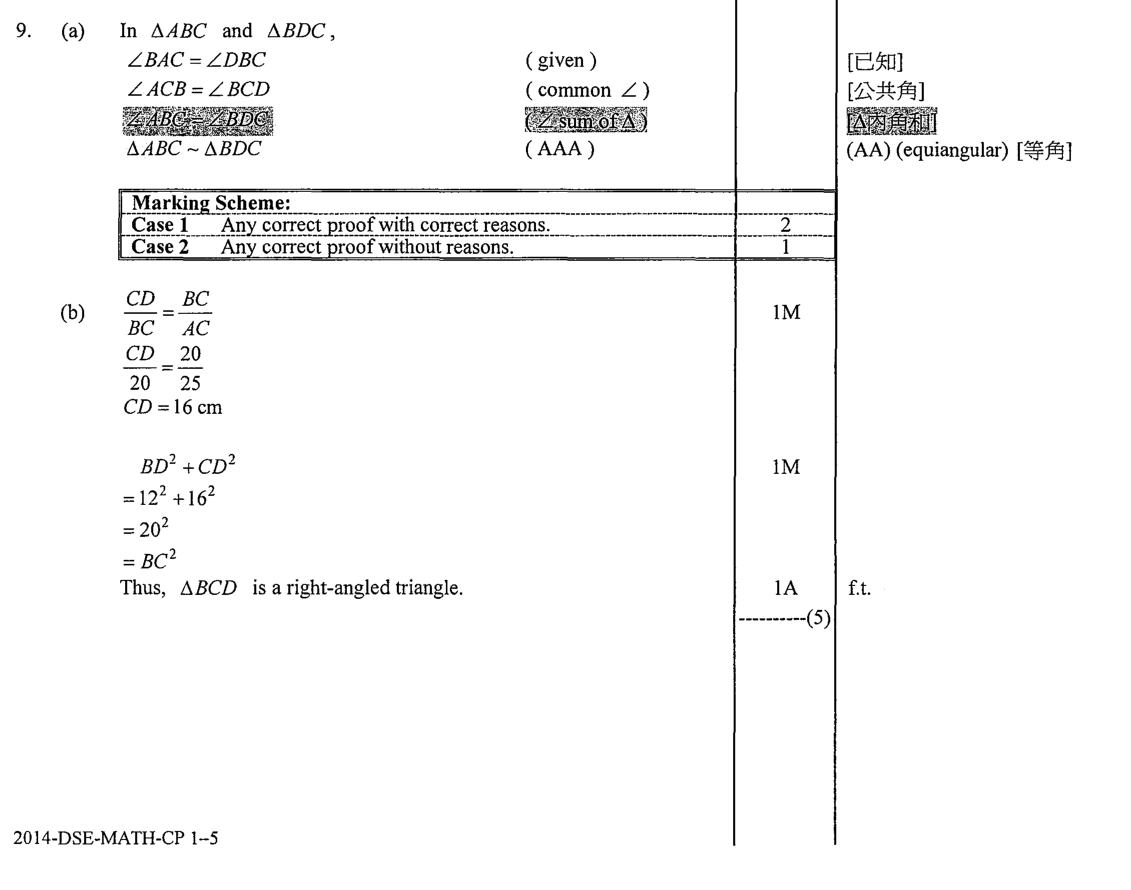 9. (a) In ΔABC and ΔBDC,
∠BAC = ∠DBC ( given ) [已知]
∠ACB = ∠BCD ( common ∠ ) [公共角]
∠ABC = ∠BDC ( ∠ sum of Δ ) [Δ內角和]
ΔABC ~ ΔBDC ( AAA ) (AA) (equiangular) [等角]
Marking Scheme:
Case 1 Any correct proof with correct reasons. 2
Case 2 Any correct proof without reasons. 1
(b) CD/BC = BC/AC 1M
CD/20 = 20/25
CD = 16 cm
BD² + CD² 1M
= 12² + 16²
= 20²
= BC²
Thus, ΔBCD is a right-angled triangle. 1A f.t.
----------(5)
2014-DSE-MATH-CP 1–5